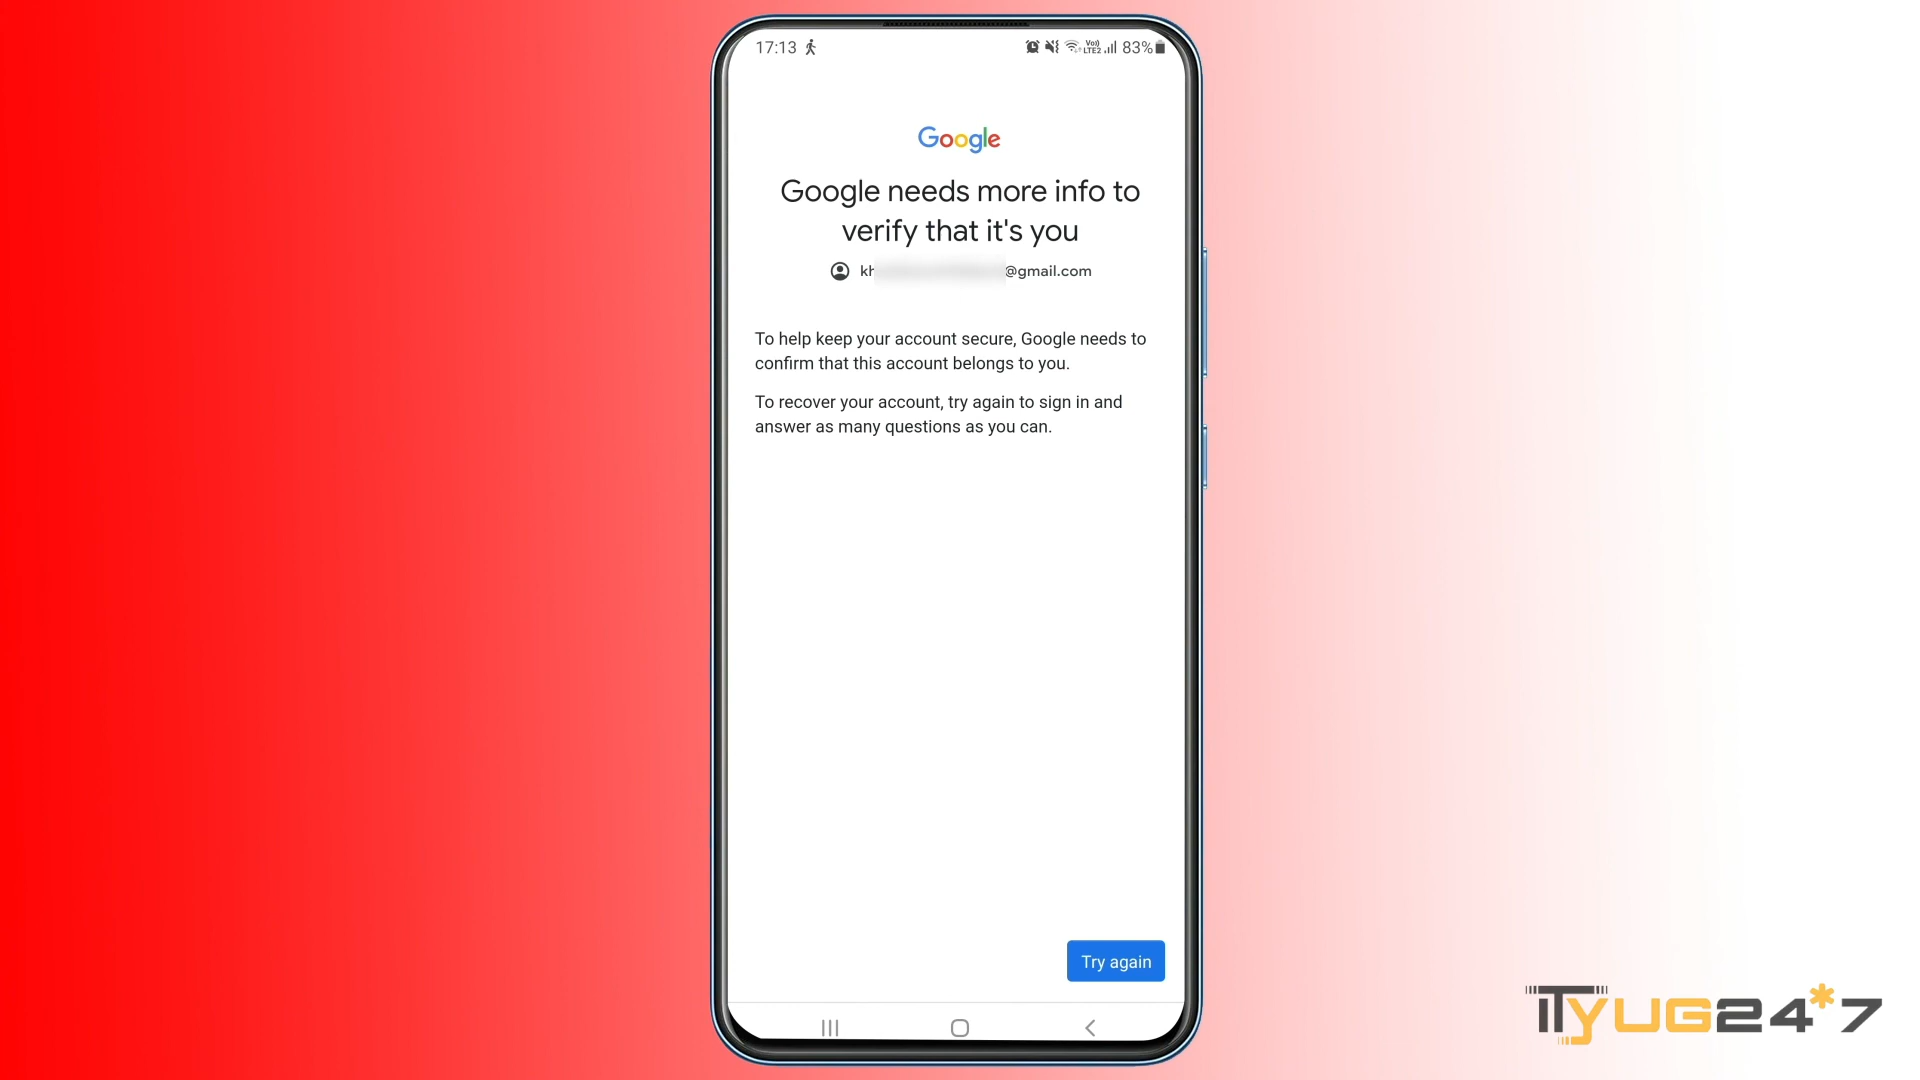 17:13
Vo)) LTE2 83%
Google
Google needs more info to
verify that it's you
kh @gmail.com
To help keep your account secure, Google needs to
confirm that this account belongs to you.
To recover your account, try again to sign in and
answer as many questions as you can.
Try again
ITYUG24*7